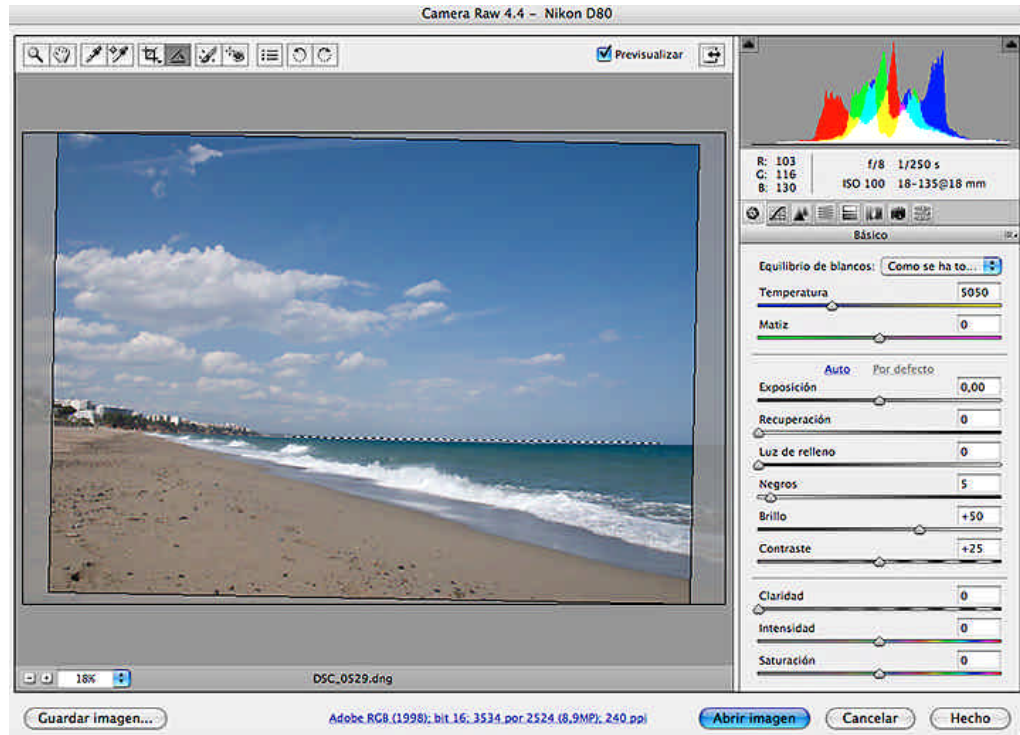 Camera Raw 4.4 – Nikon D80
Previsualizar
R: 103
G: 116
B: 130
f/8 1/250 s
ISO 100 18-135@18 mm
Básico
Equilibrio de blancos: Como se ha to...
Temperatura 5050
Matiz 0
Auto Por defecto
Exposición 0,00
Recuperación 0
Luz de relleno 0
Negros 5
Brillo +50
Contraste +25
Claridad 0
Intensidad 0
Saturación 0
18% DSC_0529.dng
Guardar imagen... Adobe RGB (1998); bit 16; 3534 por 2524 (8,9MP); 240 ppi Abrir imagen Cancelar Hecho